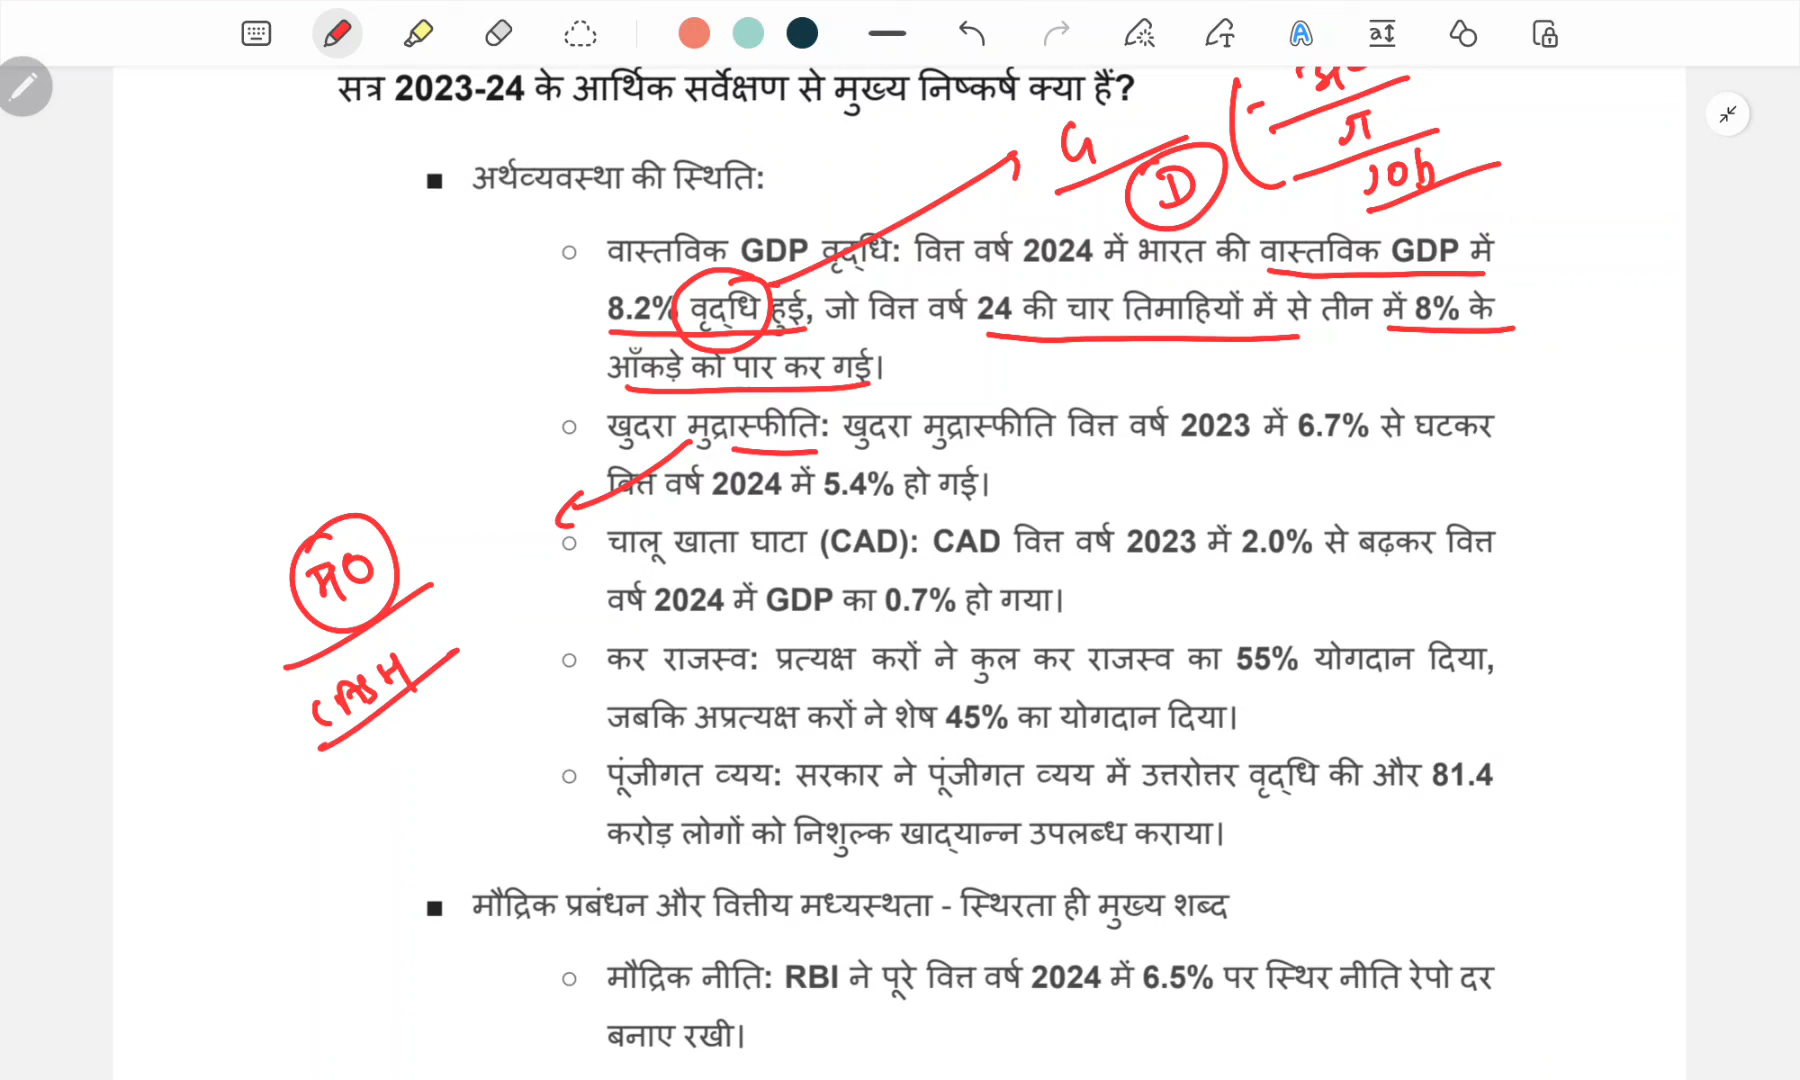 सत्र 2023-24 के आर्थिक सर्वेक्षण से मुख्य निष्कर्ष क्या हैं?
G
D
π
JOB
■ अर्थव्यवस्था की स्थिति:
○ वास्तविक GDP वृद्धि: वित्त वर्ष 2024 में भारत की वास्तविक GDP में
8.2% वृद्धि हुई, जो वित्त वर्ष 24 की चार तिमाहियों में से तीन में 8% के
आँकड़े को पार कर गई।
○ खुदरा मुद्रास्फीति: खुदरा मुद्रास्फीति वित्त वर्ष 2023 में 6.7% से घटकर
वित्त वर्ष 2024 में 5.4% हो गई।
○ चालू खाता घाटा (CAD): CAD वित्त वर्ष 2023 में 2.0% से बढ़कर वित्त
वर्ष 2024 में GDP का 0.7% हो गया।
○ कर राजस्व: प्रत्यक्ष करों ने कुल कर राजस्व का 55% योगदान दिया,
जबकि अप्रत्यक्ष करों ने शेष 45% का योगदान दिया।
CASH
○ पूंजीगत व्यय: सरकार ने पूंजीगत व्यय में उत्तरोत्तर वृद्धि की और 81.4
करोड़ लोगों को निशुल्क खाद्यान्न उपलब्ध कराया।
■ मौद्रिक प्रबंधन और वित्तीय मध्यस्थता - स्थिरता ही मुख्य शब्द
○ मौद्रिक नीति: RBI ने पूरे वित्त वर्ष 2024 में 6.5% पर स्थिर नीति रेपो दर
बनाए रखी।